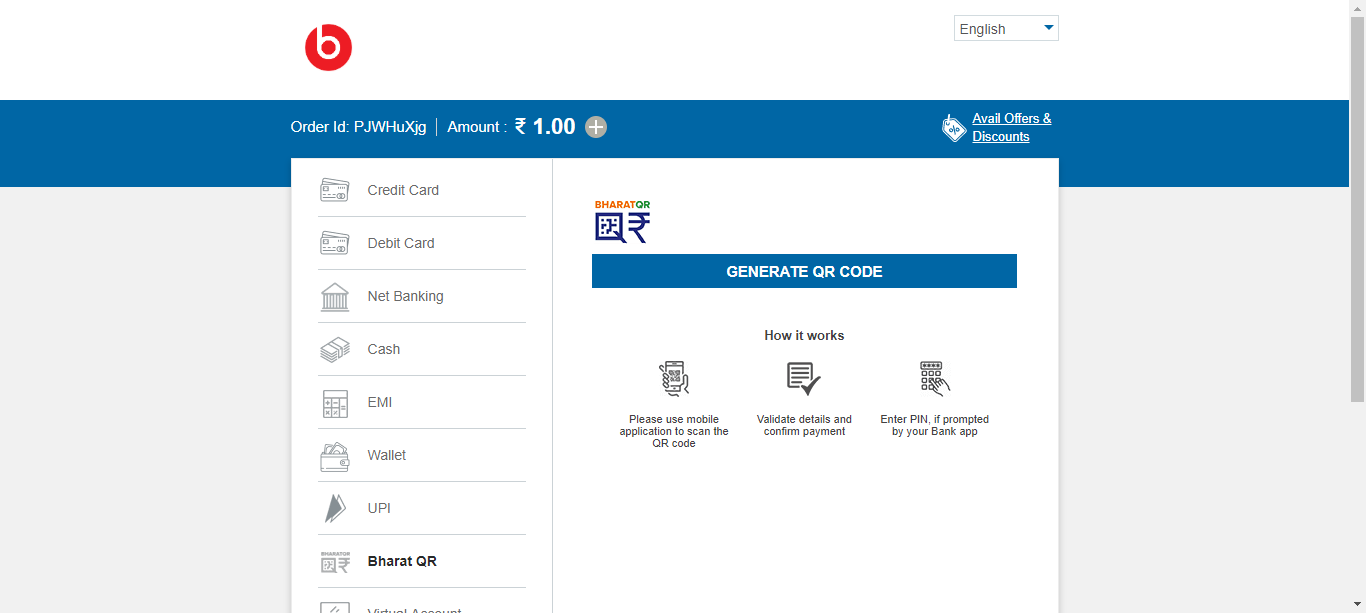 b
English
Order Id: PJWHuXjg
Amount : ₹ 1.00
Avail Offers &
Discounts
Credit Card
Debit Card
Net Banking
Cash
EMI
Wallet
UPI
BHARATQR
Bharat QR
Virtual Account
BHARATQR
GENERATE QR CODE
How it works
Please use mobile
application to scan the
QR code
Validate details and
confirm payment
Enter PIN, if prompted
by your Bank app